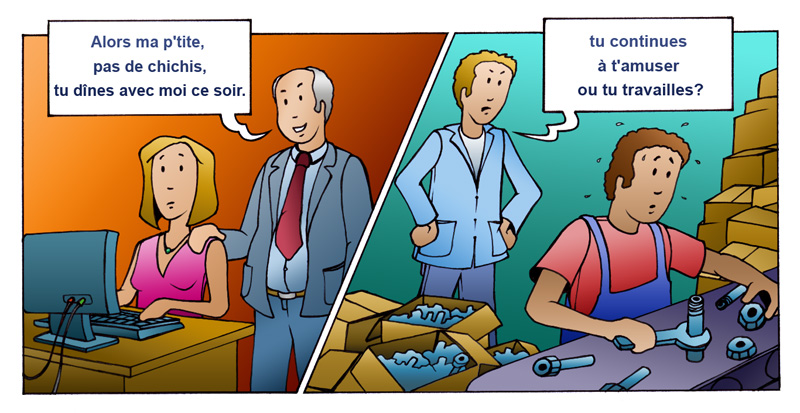 Alors ma p'tite,
pas de chichis,
tu dînes avec moi ce soir.
tu continues
à t'amuser
ou tu travailles?